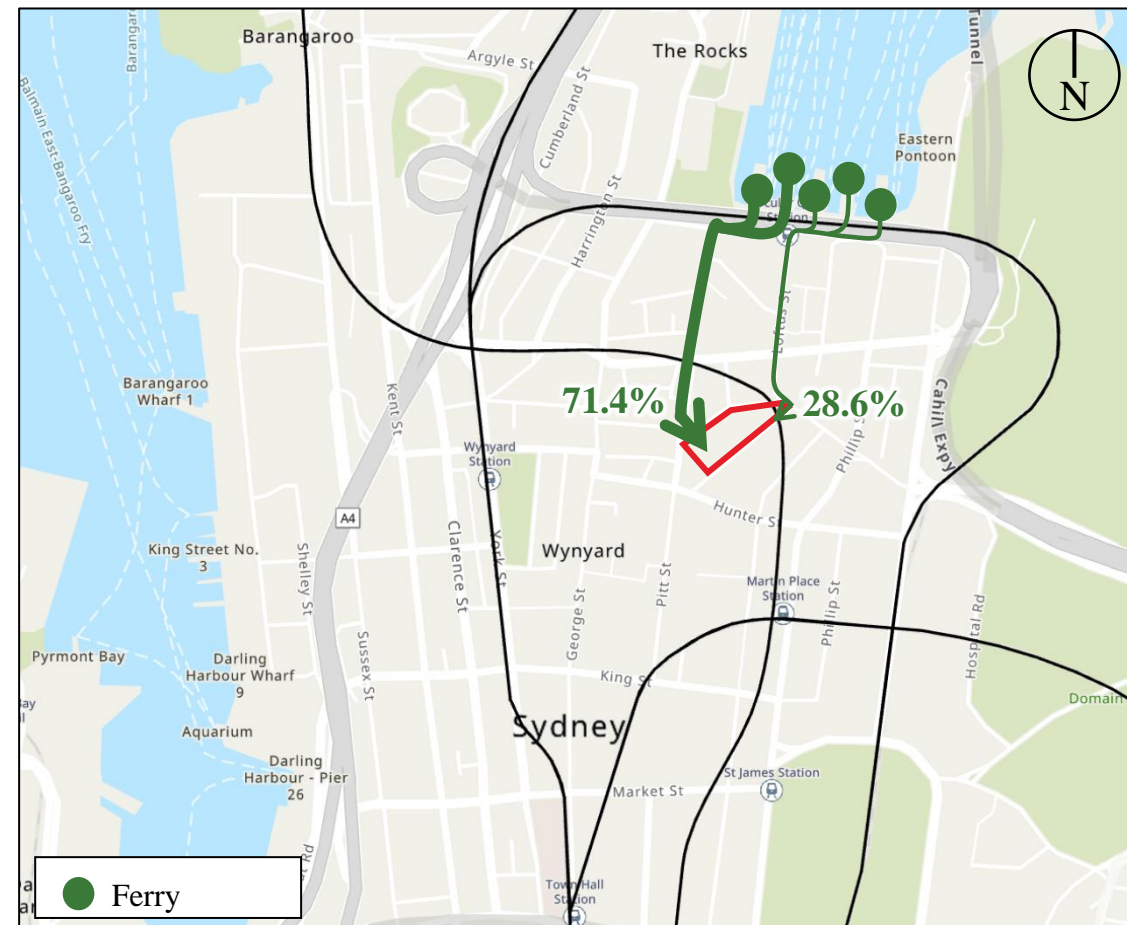 Barangaroo
Argyle St
The Rocks
Tunnel
N
Balmain East-Bangaroo Fry
Cumberland St
Eastern
Pontoon
Harrington St
Station
Loftus St
Barangaroo
Wharf 1
Kent St
71.4%
28.6%
Cahill Expy
Phillip S
Wynyard
Station
A4
Hunter S
King Street No.
3
Shelley St
Clarence St
York St
Wynyard
Pitt St
Martin Place
Station
George St
Phillip St
Hospital Rd
Pyrmont Bay
Darling
Harbour Wharf
9
Sussex St
King St
Domain
Aquarium
Sydney
Darling
Harbour - Pier
26
St James Station
Market St
Ferry
Town Hall
Station